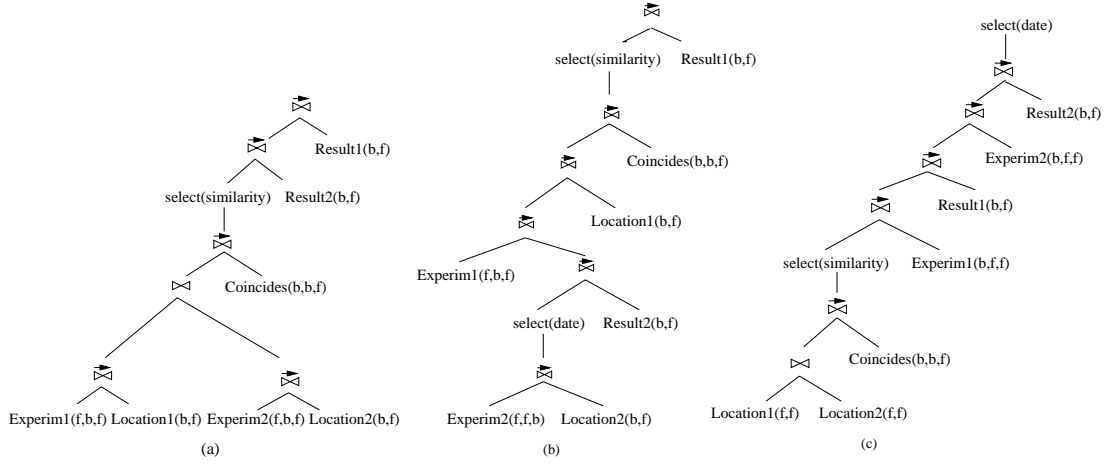 select(similarity)
Result1(b,f)
Coincides(b,b,f)
Location1(b,f)
Experim1(f,b,f)
select(date)
Result2(b,f)
Experim2(f,f,b)
Location2(b,f)
(b)
Result1(b,f)
select(similarity)
Result2(b,f)
Coincides(b,b,f)
Experim1(f,b,f) Location1(b,f) Experim2(f,b,f) Location2(b,f)
(a)
select(date)
Result2(b,f)
Experim2(b,f,f)
Result1(b,f)
select(similarity)
Experim1(b,f,f)
Coincides(b,b,f)
Location1(f,f)
Location2(f,f)
(c)